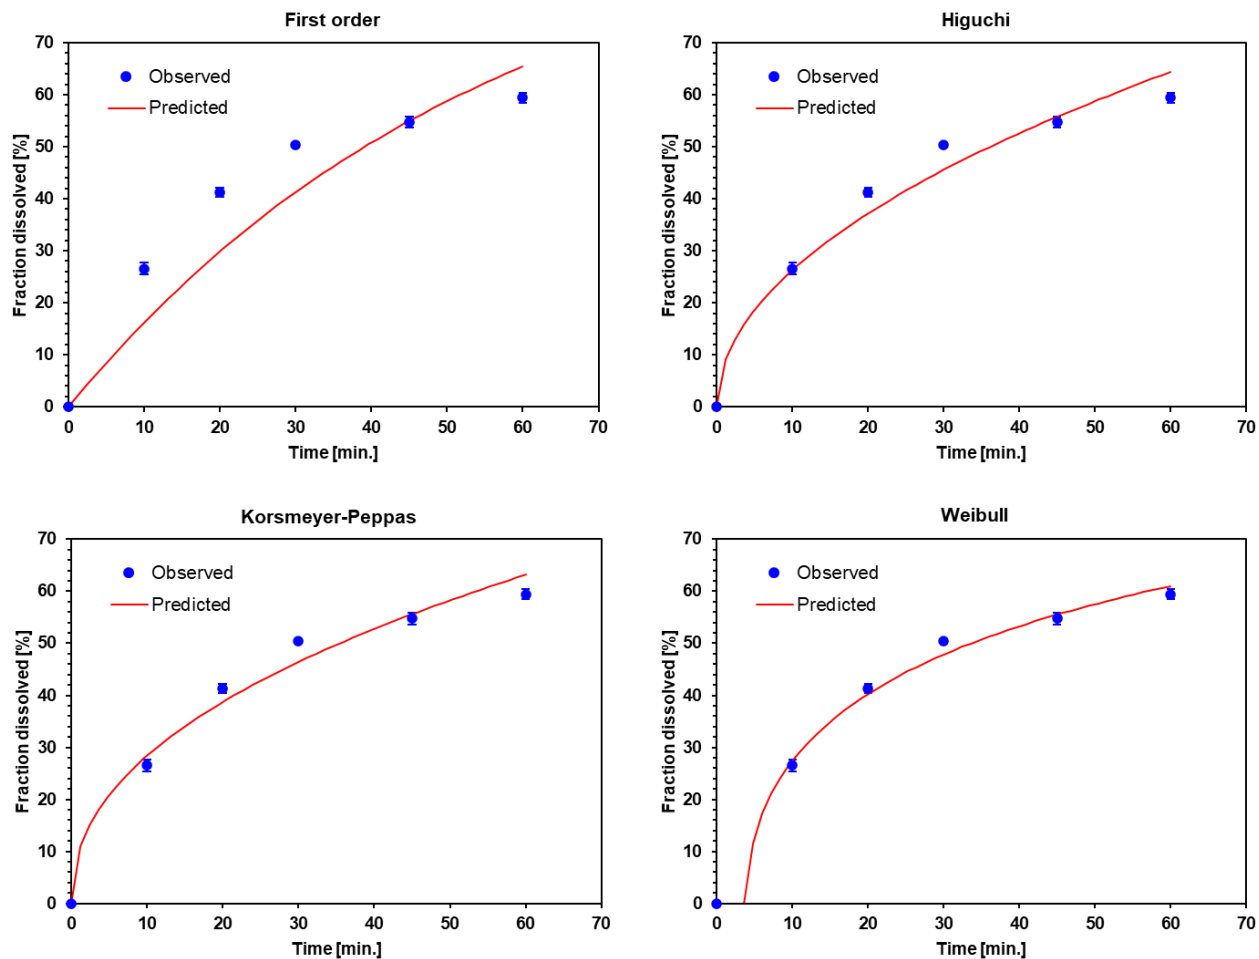 First order
70
60
50
40
30
20
10
0
Fraction dissolved [%]
Observed
Predicted
0 10 20 30 40 50 60 70
Time [min.]
Higuchi
70
60
50
40
30
20
10
0
Fraction dissolved [%]
Observed
Predicted
0 10 20 30 40 50 60 70
Time [min.]
Korsmeyer-Peppas
70
60
50
40
30
20
10
0
Fraction dissolved [%]
Observed
Predicted
0 10 20 30 40 50 60 70
Time [min.]
Weibull
70
60
50
40
30
20
10
0
Fraction dissolved [%]
Observed
Predicted
0 10 20 30 40 50 60 70
Time [min.]